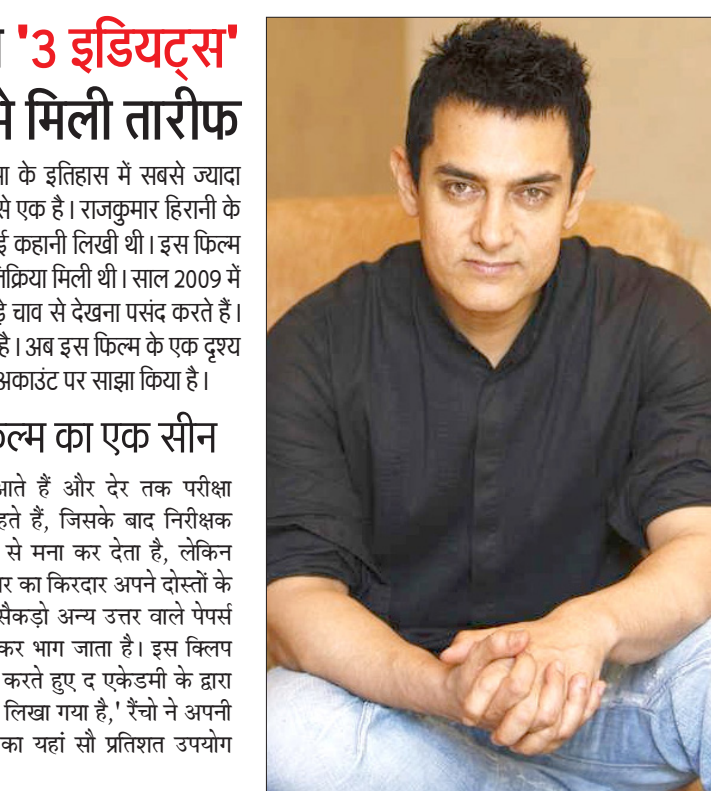 '3 इडियट्स'
मिली तारीफ
के इतिहास में सबसे ज्यादा
से एक है। राजकुमार हिरानी के
कहानी लिखी थी। इस फिल्म
मिली थी। साल 2009 में
चाव से देखना पसंद करते हैं।
है। अब इस फिल्म के एक दृश्य
अकाउंट पर साझा किया है।
का एक सीन
आते हैं और देर तक परीक्षा
हैं, जिसके बाद निरीक्षक
से मना कर देता है, लेकिन
का किरदार अपने दोस्तों के
सैकड़ो अन्य उत्तर वाले पेपर्स
कर भाग जाता है। इस क्लिप
करते हुए द एकेडमी के द्वारा
लिखा गया है,' रैंचो ने अपनी
यहां सौ प्रतिशत उपयोग